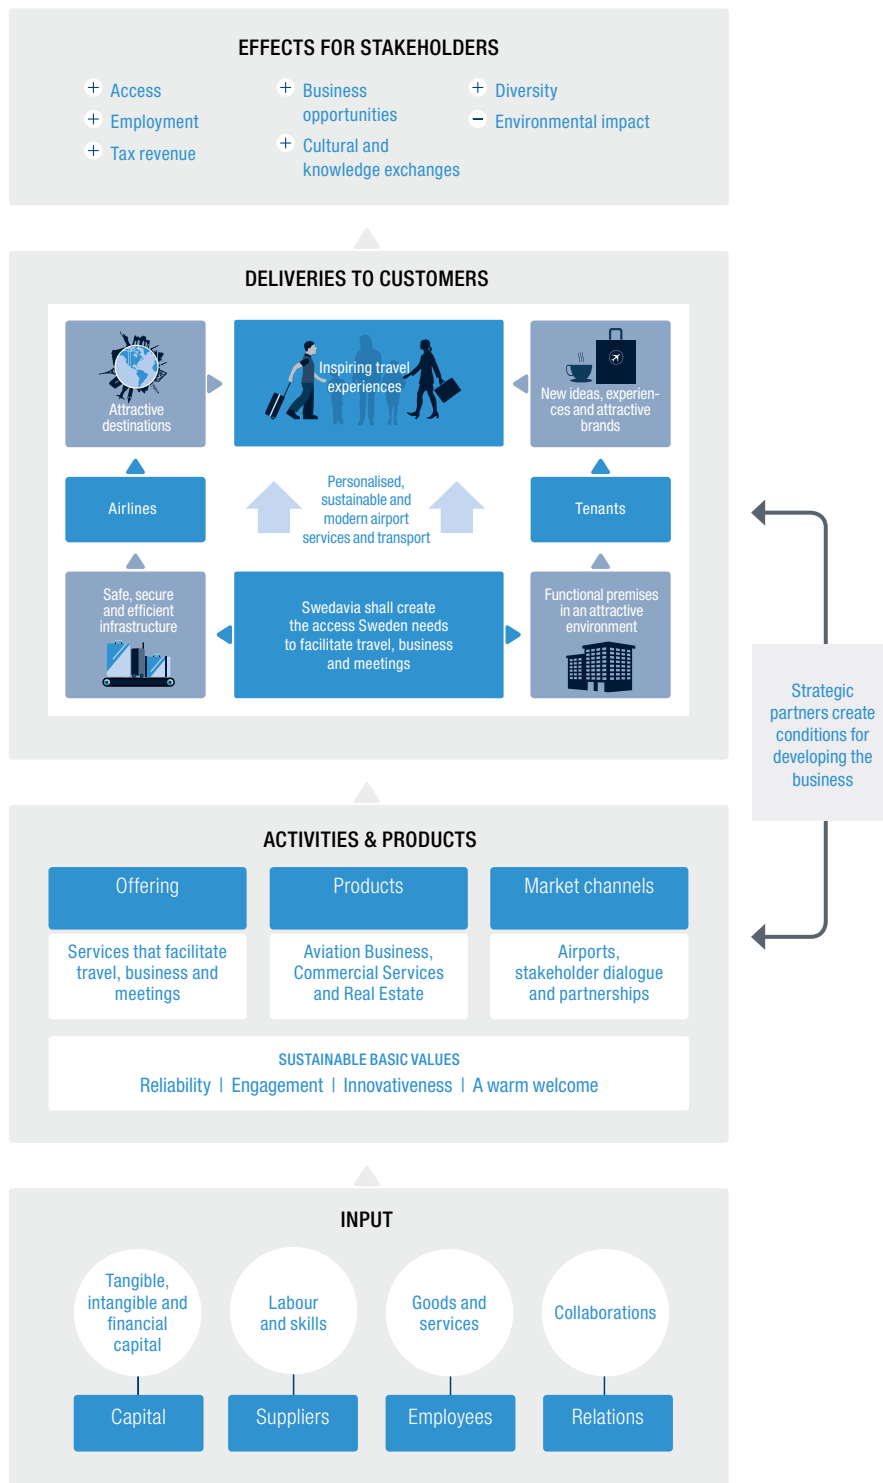 EFFECTS FOR STAKEHOLDERS
+ Access
+ Employment
+ Tax revenue
+ Business
opportunities
+ Cultural and
knowledge exchanges
+ Diversity
− Environmental impact
DELIVERIES TO CUSTOMERS
Attractive
destinations
Inspiring travel
experiences
New ideas, experien-
ces and attractive
brands
Airlines
Personalised,
sustainable and
modern airport
services and transport
Tenants
Safe, secure
and efficient
infrastructure
Swedavia shall create
the access Sweden needs
to facilitate travel, business
and meetings
Functional premises
in an attractive
environment
Strategic
partners create
conditions for
developing the
business
ACTIVITIES & PRODUCTS
Offering
Services that facilitate
travel, business and
meetings
Products
Aviation Business,
Commercial Services
and Real Estate
Market channels
Airports,
stakeholder dialogue
and partnerships
SUSTAINABLE BASIC VALUES
Reliability | Engagement | Innovativeness | A warm welcome
INPUT
Tangible,
intangible and
financial
capital
Capital
Labour
and skills
Suppliers
Goods and
services
Employees
Collaborations
Relations